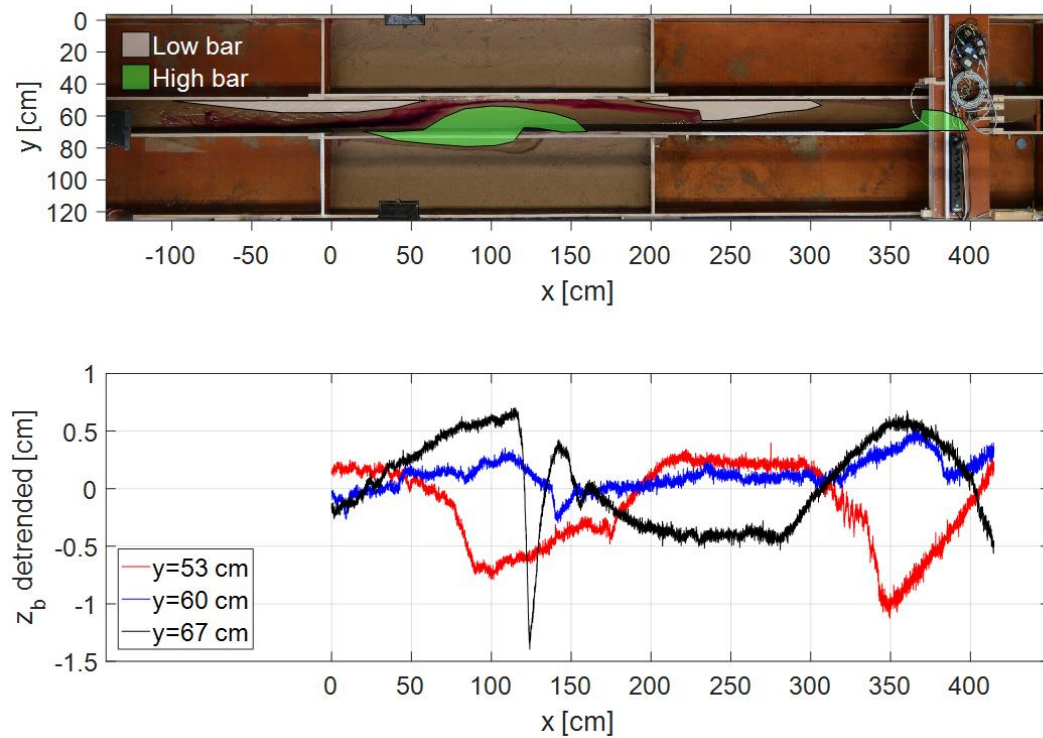 0
20
40
60
80
100
120
y [cm]
Low bar
High bar
-100 -50 0 50 100 150 200 250 300 350 400
x [cm]
1
0.5
0
-0.5
-1
-1.5
z_b detrended [cm]
y=53 cm
y=60 cm
y=67 cm
0 50 100 150 200 250 300 350 400
x [cm]